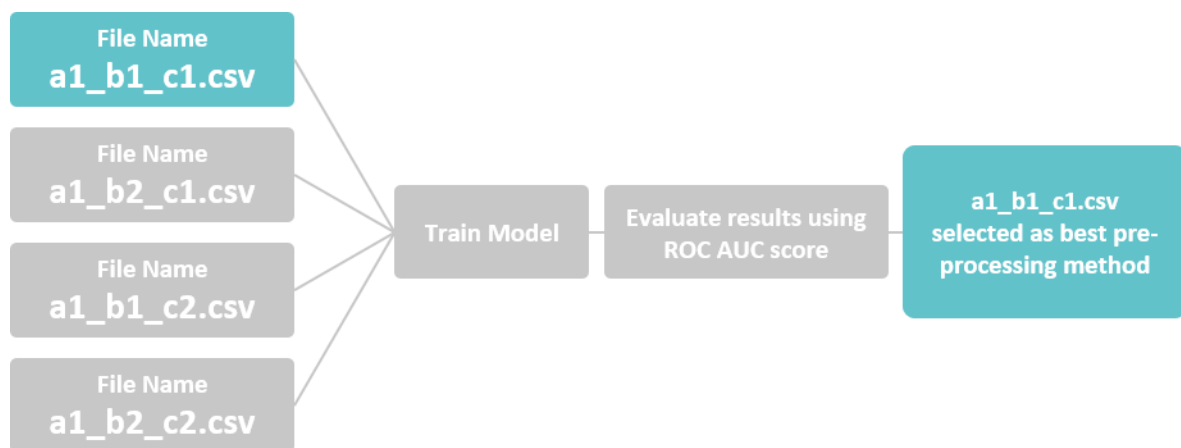 File Name
a1_b1_c1.csv
File Name
a1_b2_c1.csv
File Name
a1_b1_c2.csv
File Name
a1_b2_c2.csv
Train Model
Evaluate results using
ROC AUC score
a1_b1_c1.csv
selected as best pre-
processing method